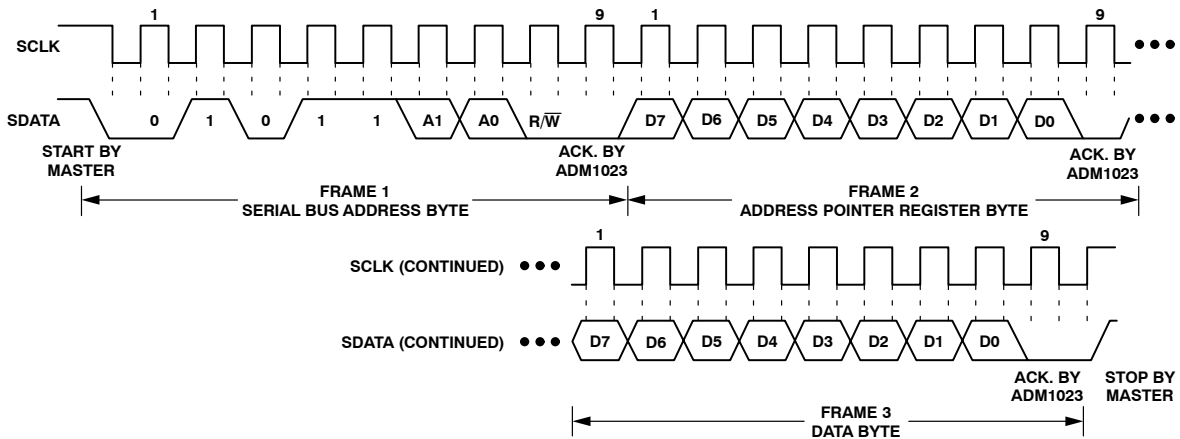 1 9 1 9
SCLK
SDATA 0 1 0 1 1 A1 A0 R/W̅ D7 D6 D5 D4 D3 D2 D1 D0
START BY
MASTER
ACK. BY
ADM1023
ACK. BY
ADM1023
FRAME 1
SERIAL BUS ADDRESS BYTE
FRAME 2
ADDRESS POINTER REGISTER BYTE
1 9
SCLK (CONTINUED)
SDATA (CONTINUED) D7 D6 D5 D4 D3 D2 D1 D0
ACK. BY
ADM1023
STOP BY
MASTER
FRAME 3
DATA BYTE